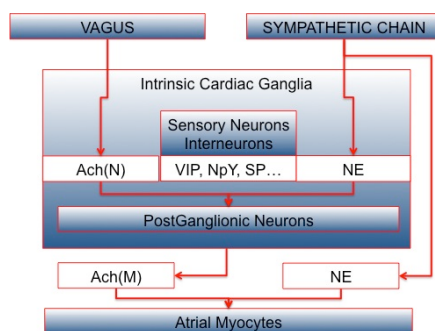 VAGUS
SYMPATHETIC CHAIN
Intrinsic Cardiac Ganglia
Sensory Neurons
Interneurons
Ach(N)
VIP, NpY, SP...
NE
PostGanglionic Neurons
Ach(M)
NE
Atrial Myocytes